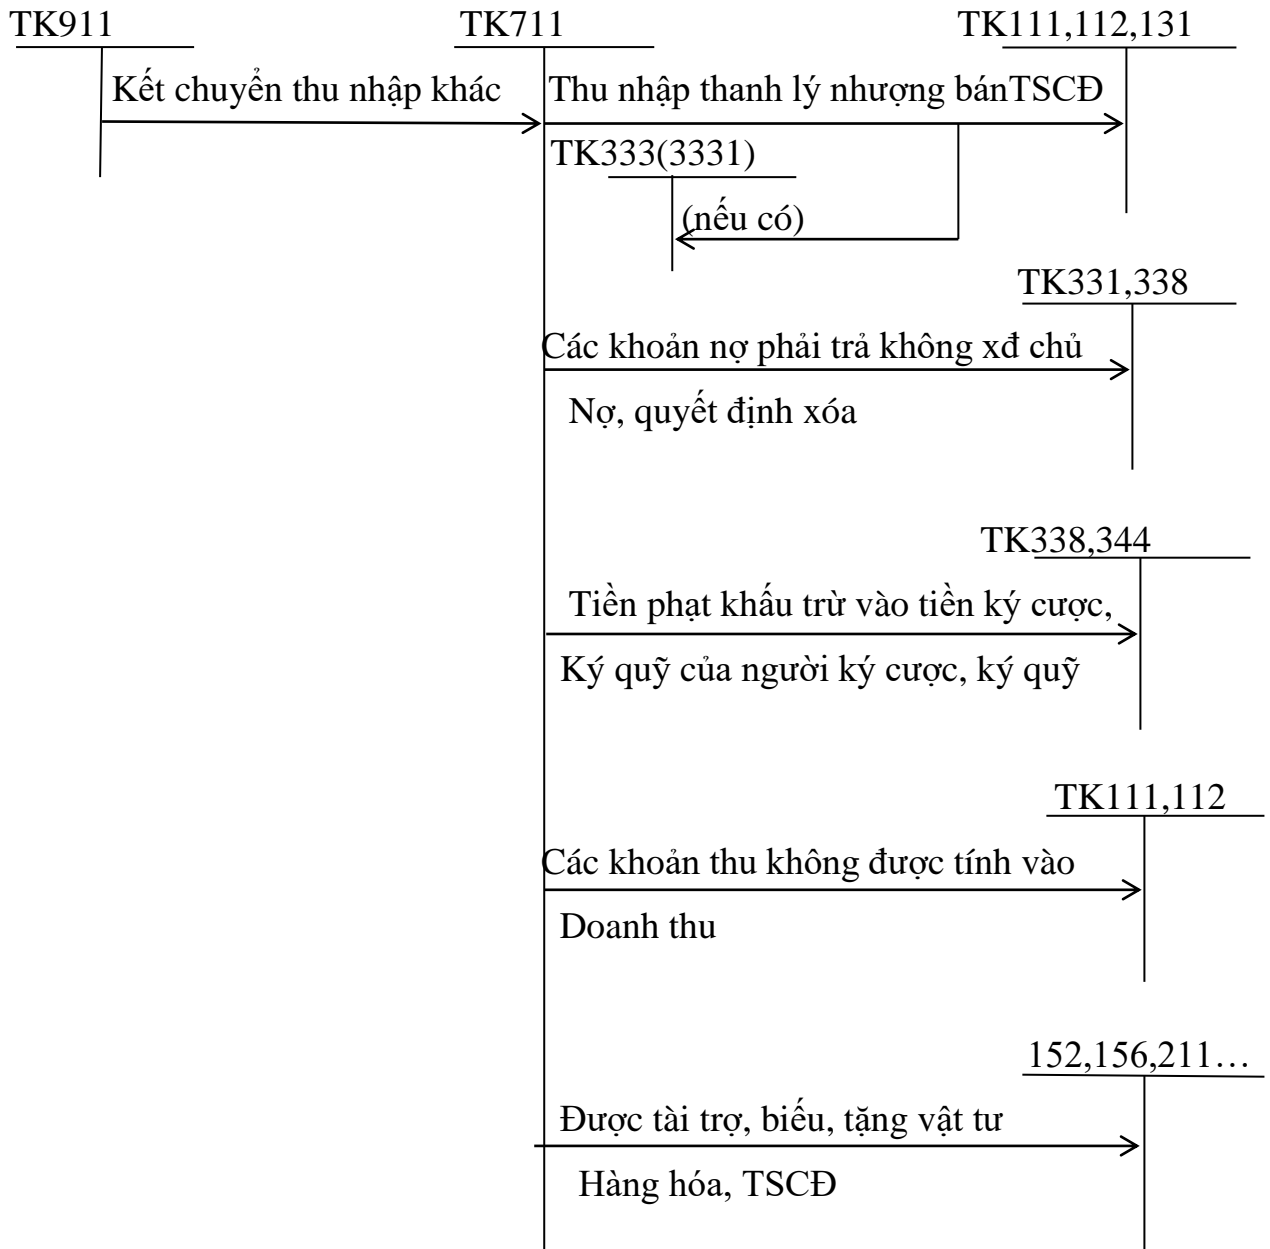 TK911
TK711
TK111,112,131
Kết chuyển thu nhập khác
Thu nhập thanh lý nhượng bánTSCĐ
TK333(3331)
(nếu có)
TK331,338
Các khoản nợ phải trả không xđ chủ
Nợ, quyết định xóa
TK338,344
Tiền phạt khấu trừ vào tiền ký cược,
Ký quỹ của người ký cược, ký quỹ
TK111,112
Các khoản thu không được tính vào
Doanh thu
152,156,211…
Được tài trợ, biếu, tặng vật tư
Hàng hóa, TSCĐ